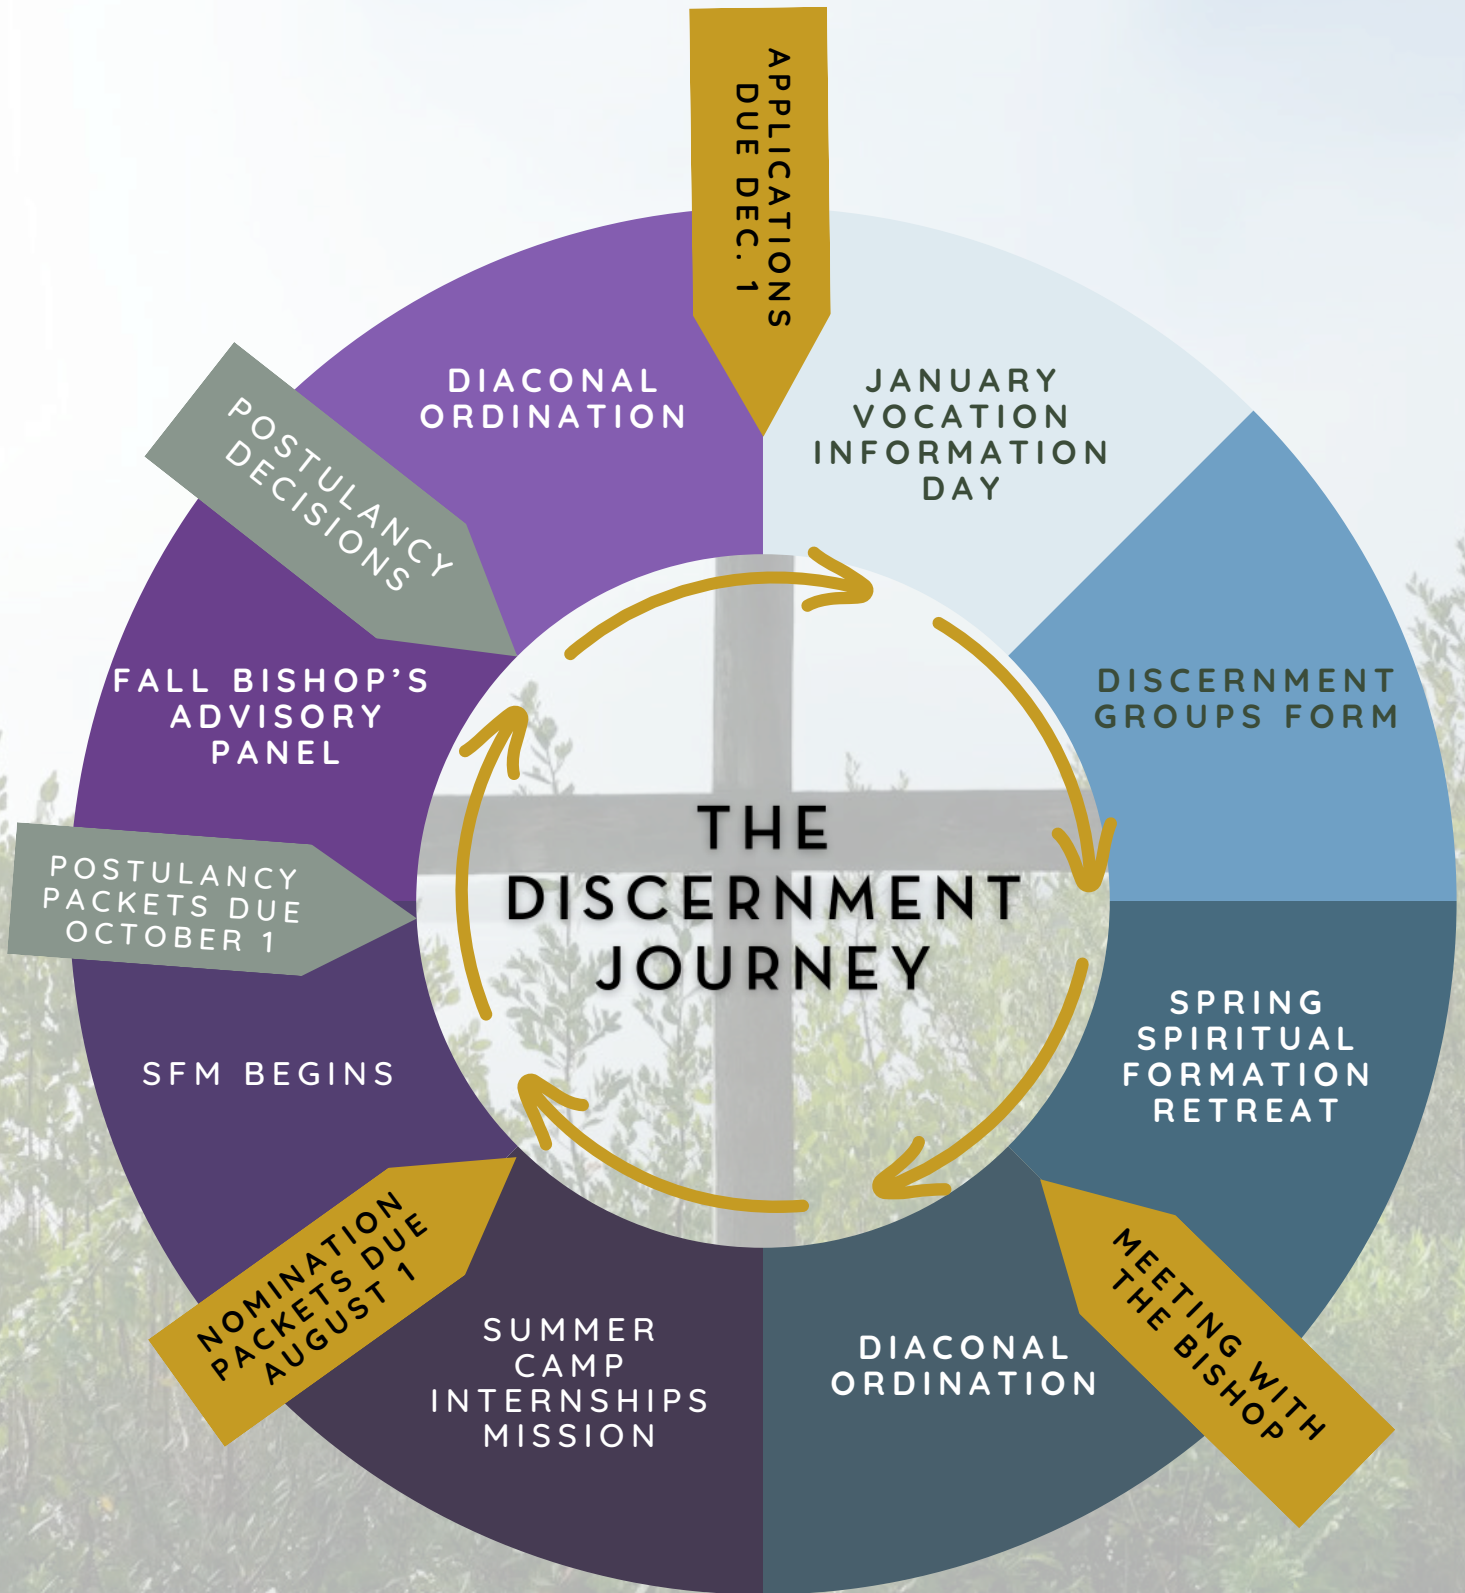 APPLICATIONS
DUE DEC. 1
JANUARY
VOCATION
INFORMATION
DAY
DISCERNMENT
GROUPS FORM
SPRING
SPIRITUAL
FORMATION
RETREAT
MEETING WITH
THE BISHOP
DIACONAL
ORDINATION
SUMMER
CAMP
INTERNSHIPS
MISSION
NOMINATION
PACKETS DUE
AUGUST 1
SFM BEGINS
POSTULANCY
PACKETS DUE
OCTOBER 1
FALL BISHOP’S
ADVISORY
PANEL
POSTULANCY
DECISIONS
DIACONAL
ORDINATION
THE
DISCERNMENT
JOURNEY